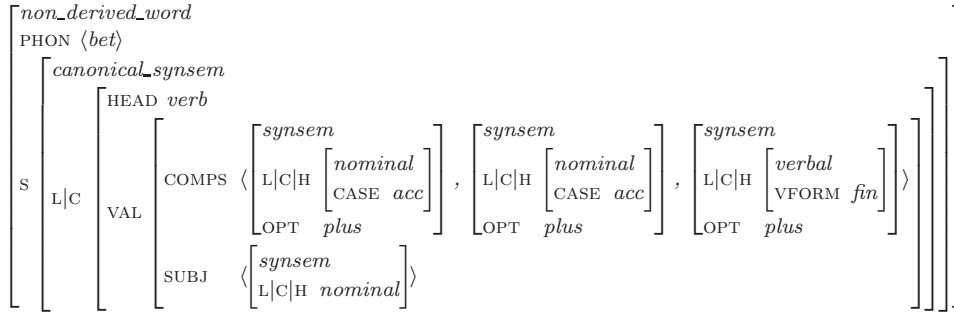 non_derived_word
PHON ⟨bet⟩
canonical_synsem
HEAD verb
synsem , synsem , synsem
nominal nominal verbal
COMPS ⟨ L|C|H CASE acc L|C|H CASE acc L|C|H VFORM fin ⟩
S L|C VAL
OPT plus OPT plus OPT plus
synsem
SUBJ ⟨ L|C|H nominal ⟩